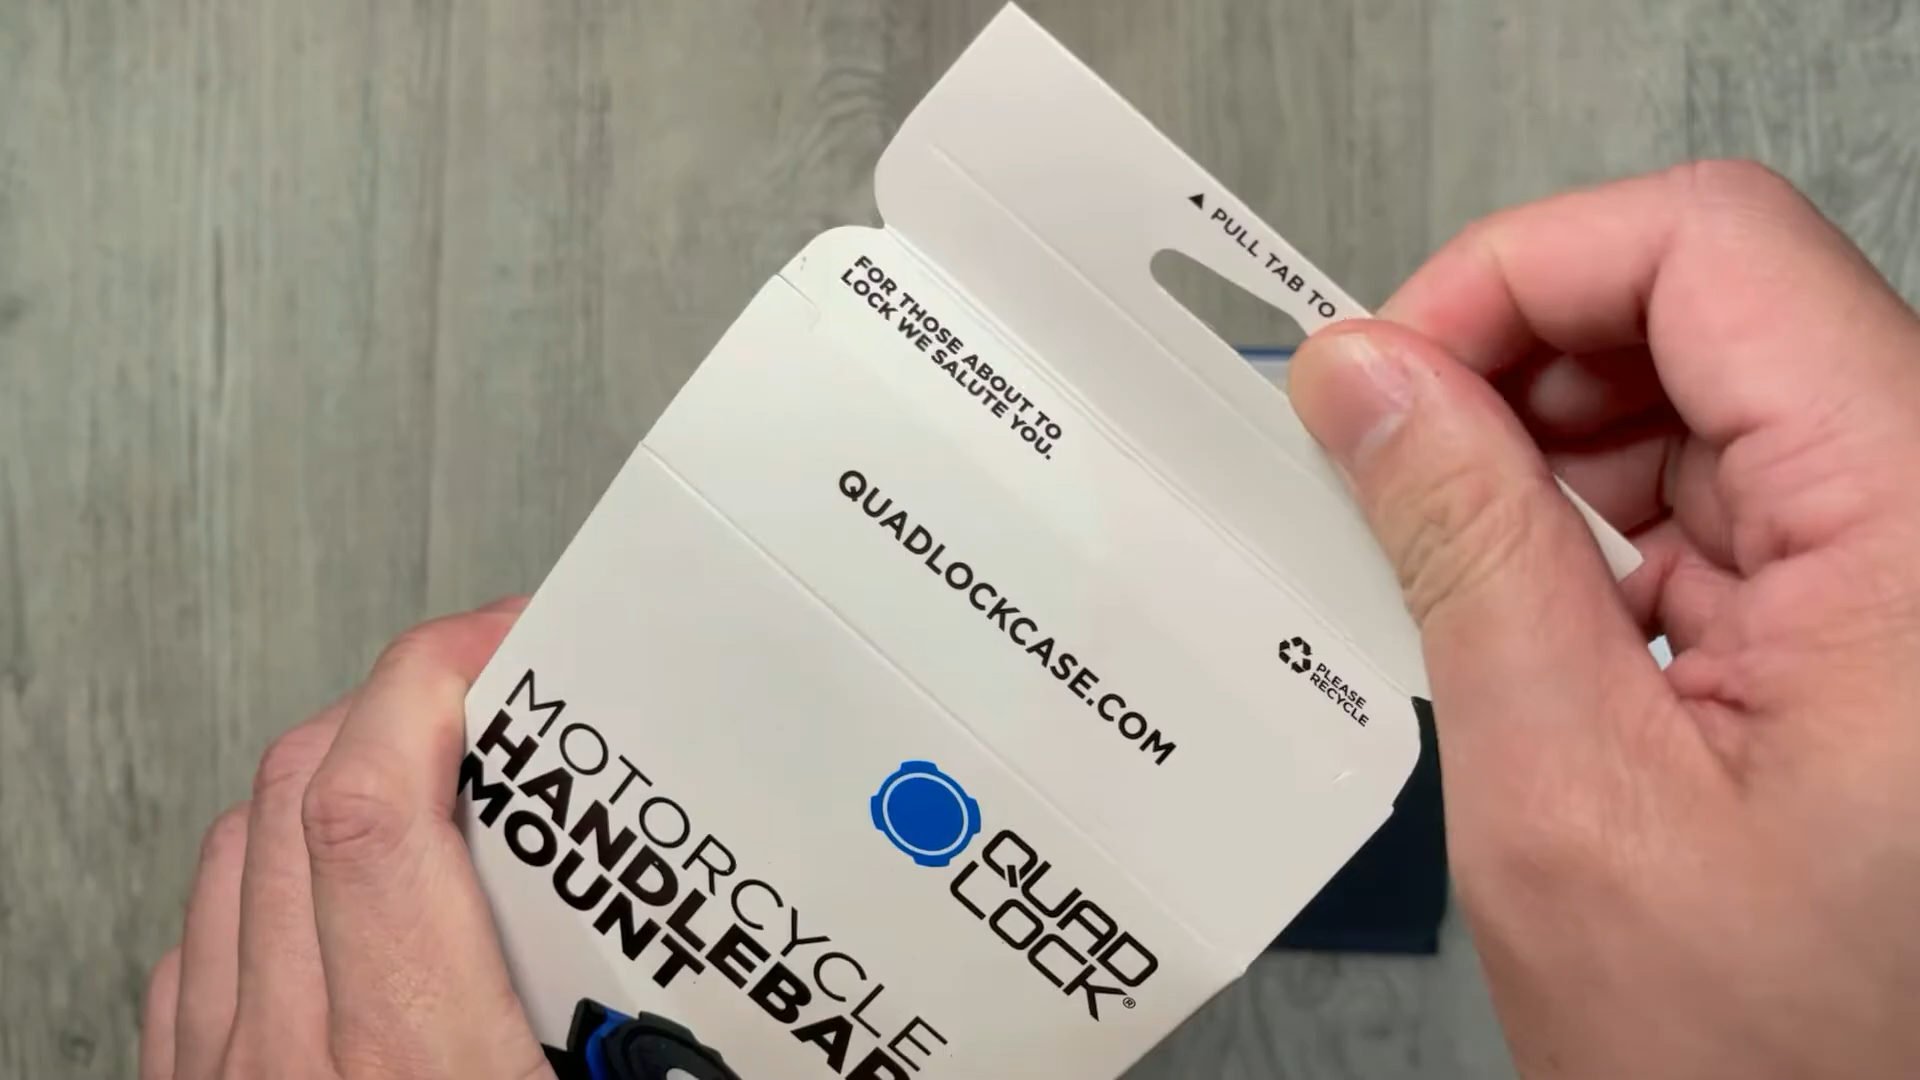 ▲ PULL TAB TO
FOR THOSE ABOUT TO
LOCK WE SALUTE YOU.
QUADLOCKCASE.COM
PLEASE
RECYCLE
QUAD
LOCK®
MOTORCYCLE
HANDLEBAR
MOUNT